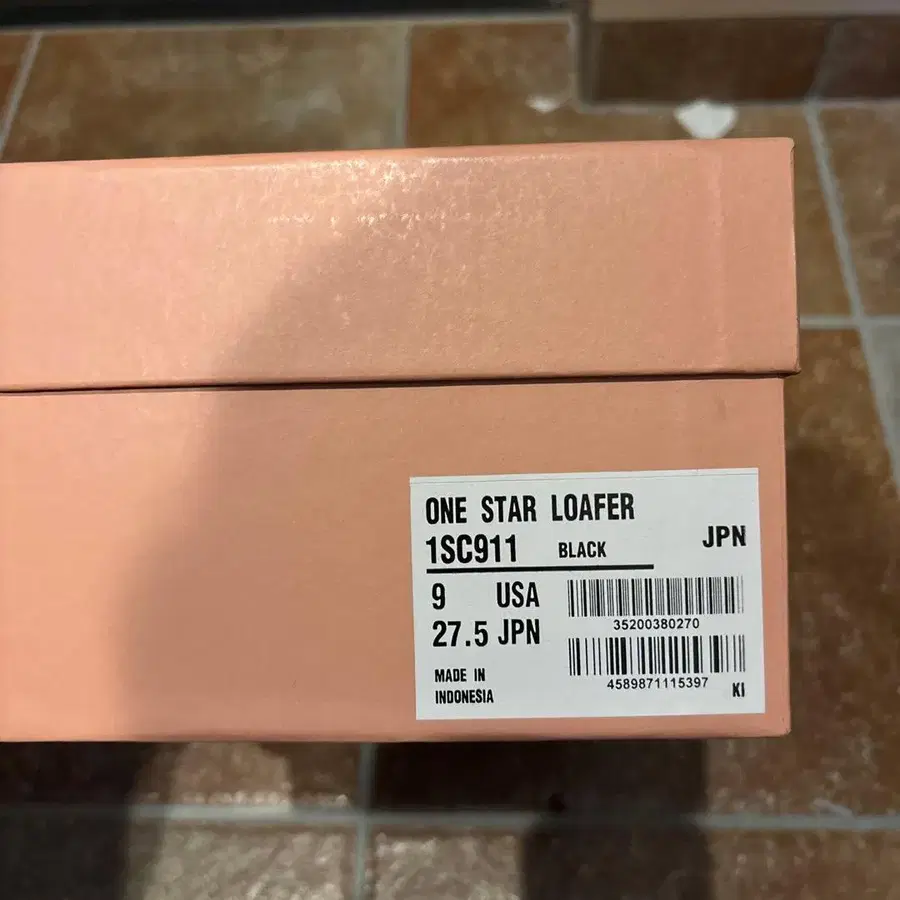 ONE STAR LOAFER
1SC911 BLACK JPN
9 USA
35200380270
27.5 JPN
4589871115397 KI
MADE IN
INDONESIA